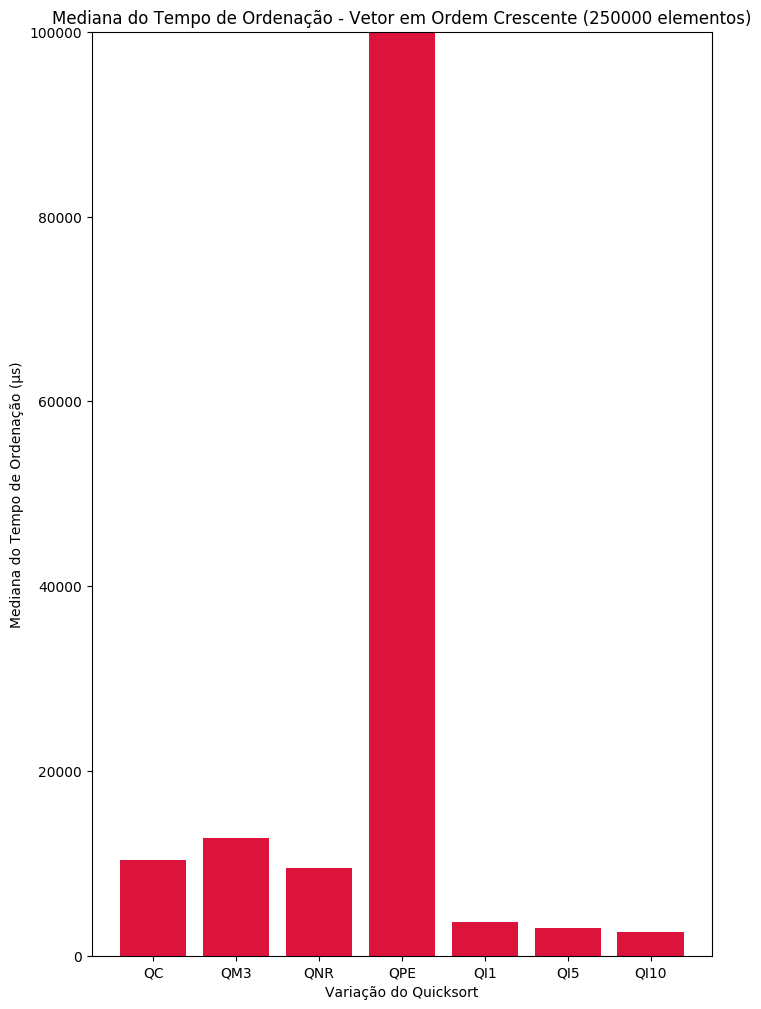 Mediana do Tempo de Ordenação - Vetor em Ordem Crescente (250000 elementos)
100000
80000
60000
40000
20000
0
Mediana do Tempo de Ordenação (μs)
QC QM3 QNR QPE QI1 QI5 QI10
Variação do Quicksort